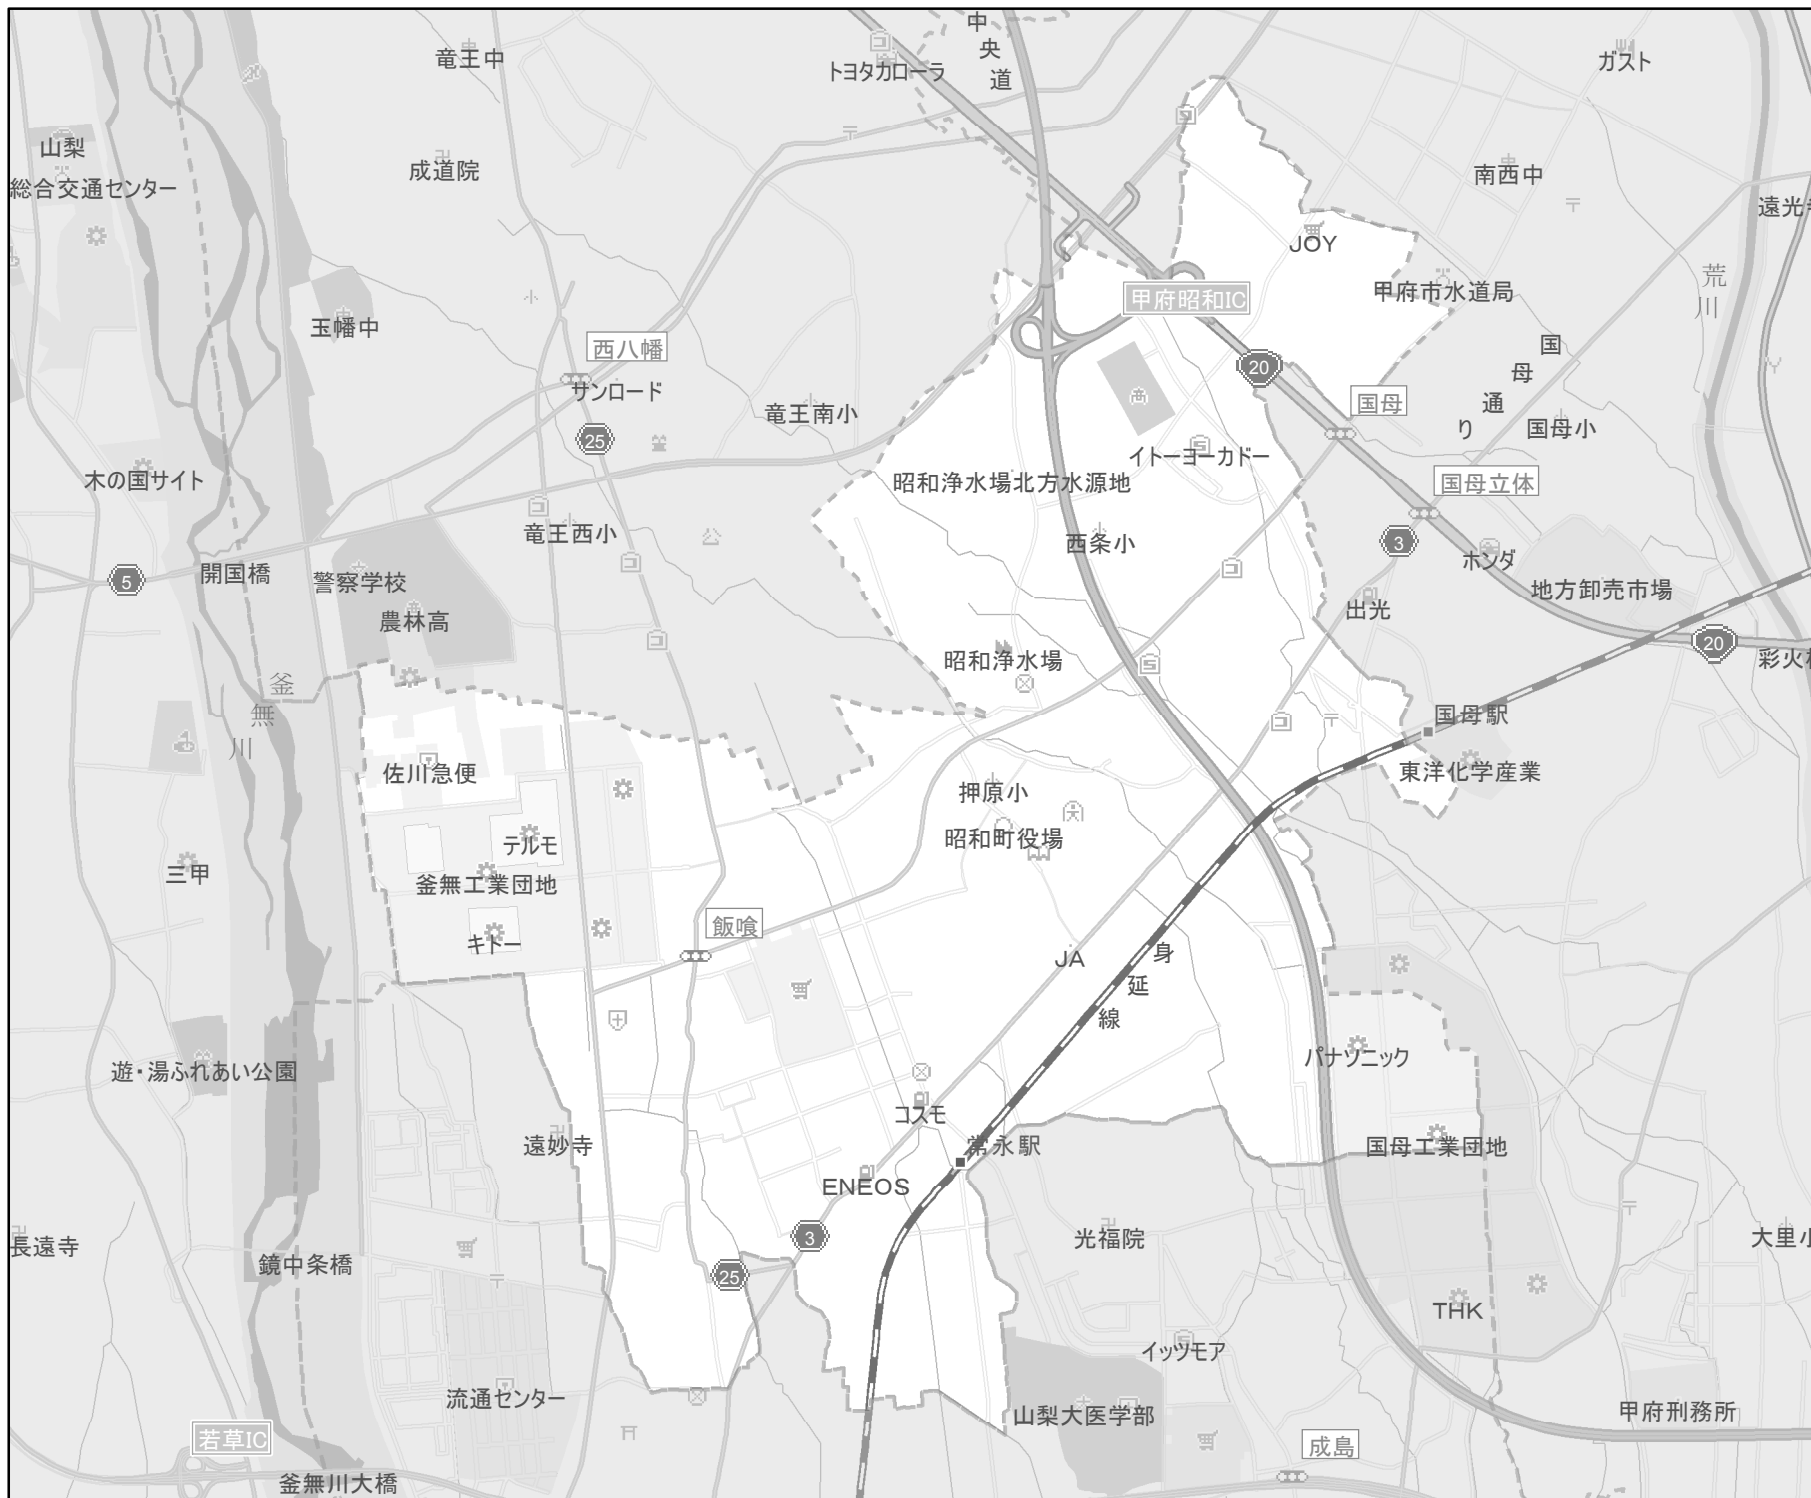 中央道
竜王中
トヨタカローラ
ガスト
山梨
総合交通センター
成道院
南西中
遠光
JOY
甲府市水道局
荒川
甲府昭和IC
玉幡中
西八幡
サンロード
20
国母
国母通り
国母小
竜王南小
25
イトーヨーカドー
木の国サイト
昭和浄水場北方水源地
国母立体
竜王西小
西条小
3
ホンダ
5
開国橋
警察学校
農林高
地方卸売市場
出光
20
昭和浄水場
彩火
釜無川
国母駅
佐川急便
東洋化学産業
押原小
テルモ
昭和町役場
三甲
釜無工業団地
飯喰
キトー
JA
身延線
遊・湯ふれあい公園
パナソニック
コスモ
遠妙寺
常永駅
国母工業団地
ENEOS
長遠寺
3
光福院
大里小
鏡中条橋
25
THK
イッツモア
流通センター
山梨大医学部
甲府刑務所
若草IC
成島
釜無川大橋